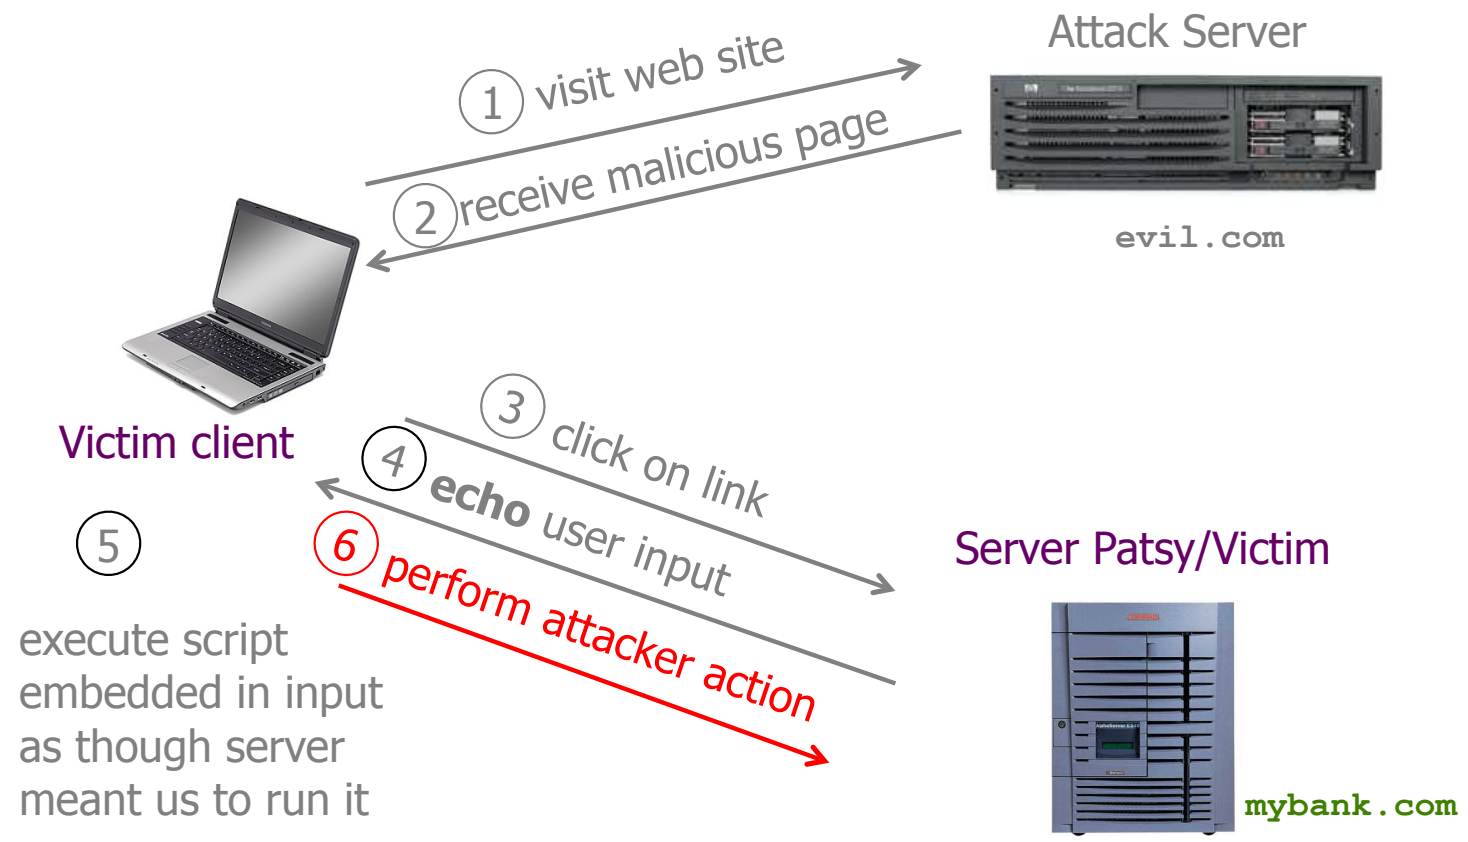 Attack Server
1 visit web site
2 receive malicious page
evil.com
Victim client
3 click on link
4 echo user input
5
execute script
embedded in input
as though server
meant us to run it
6 perform attacker action
Server Patsy/Victim
mybank.com